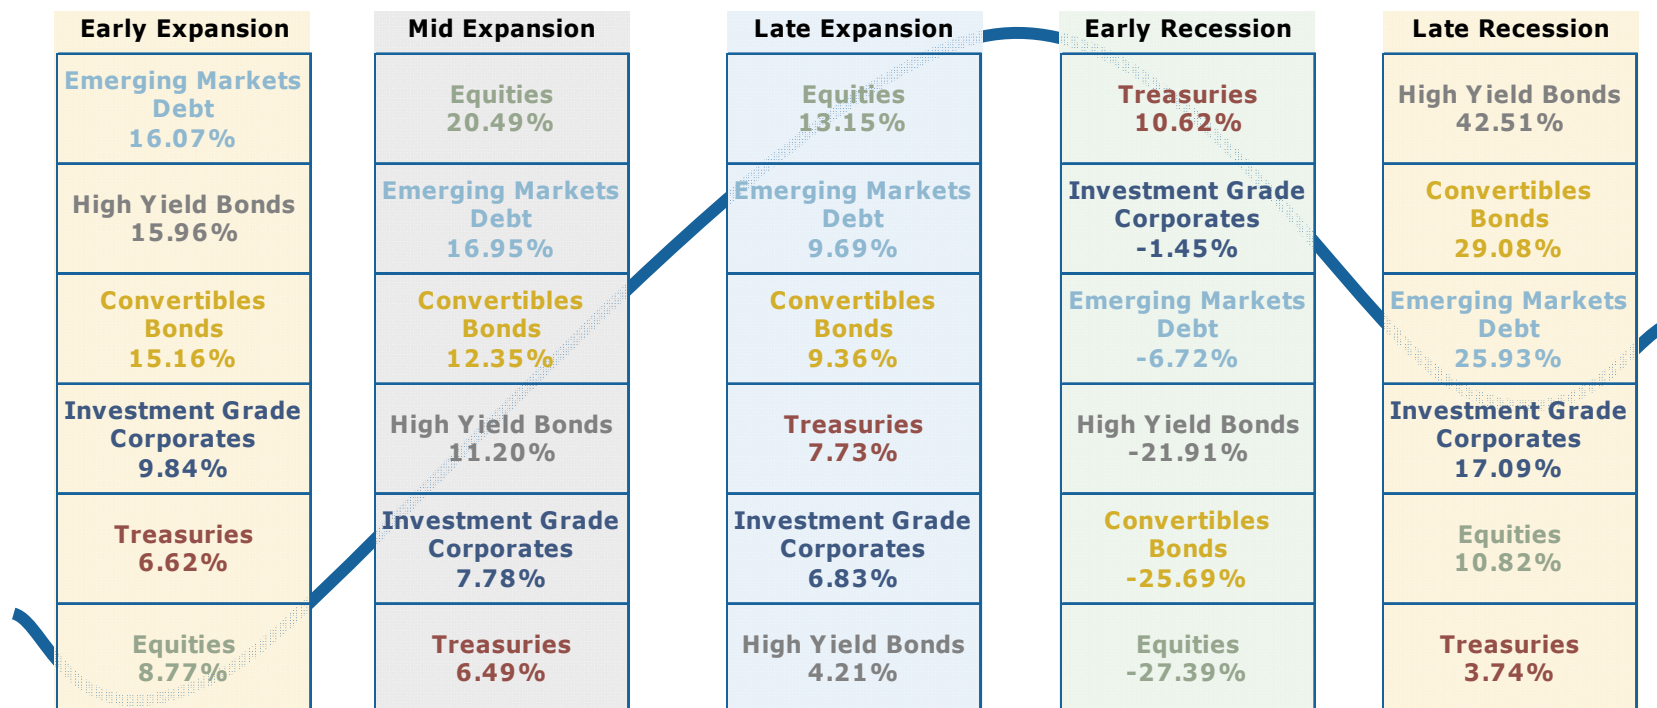 Early Expansion
Emerging Markets
Debt
16.07%
High Yield Bonds
15.96%
Convertibles
Bonds
15.16%
Investment Grade
Corporates
9.84%
Treasuries
6.62%
Equities
8.77%
Mid Expansion
Equities
20.49%
Emerging Markets
Debt
16.95%
Convertibles
Bonds
12.35%
High Yield Bonds
11.20%
Investment Grade
Corporates
7.78%
Treasuries
6.49%
Late Expansion
Equities
13.15%
Emerging Markets
Debt
9.69%
Convertibles
Bonds
9.36%
Treasuries
7.73%
Investment Grade
Corporates
6.83%
High Yield Bonds
4.21%
Early Recession
Treasuries
10.62%
Investment Grade
Corporates
-1.45%
Emerging Markets
Debt
-6.72%
High Yield Bonds
-21.91%
Convertibles
Bonds
-25.69%
Equities
-27.39%
Late Recession
High Yield Bonds
42.51%
Convertibles
Bonds
29.08%
Emerging Markets
Debt
25.93%
Investment Grade
Corporates
17.09%
Equities
10.82%
Treasuries
3.74%